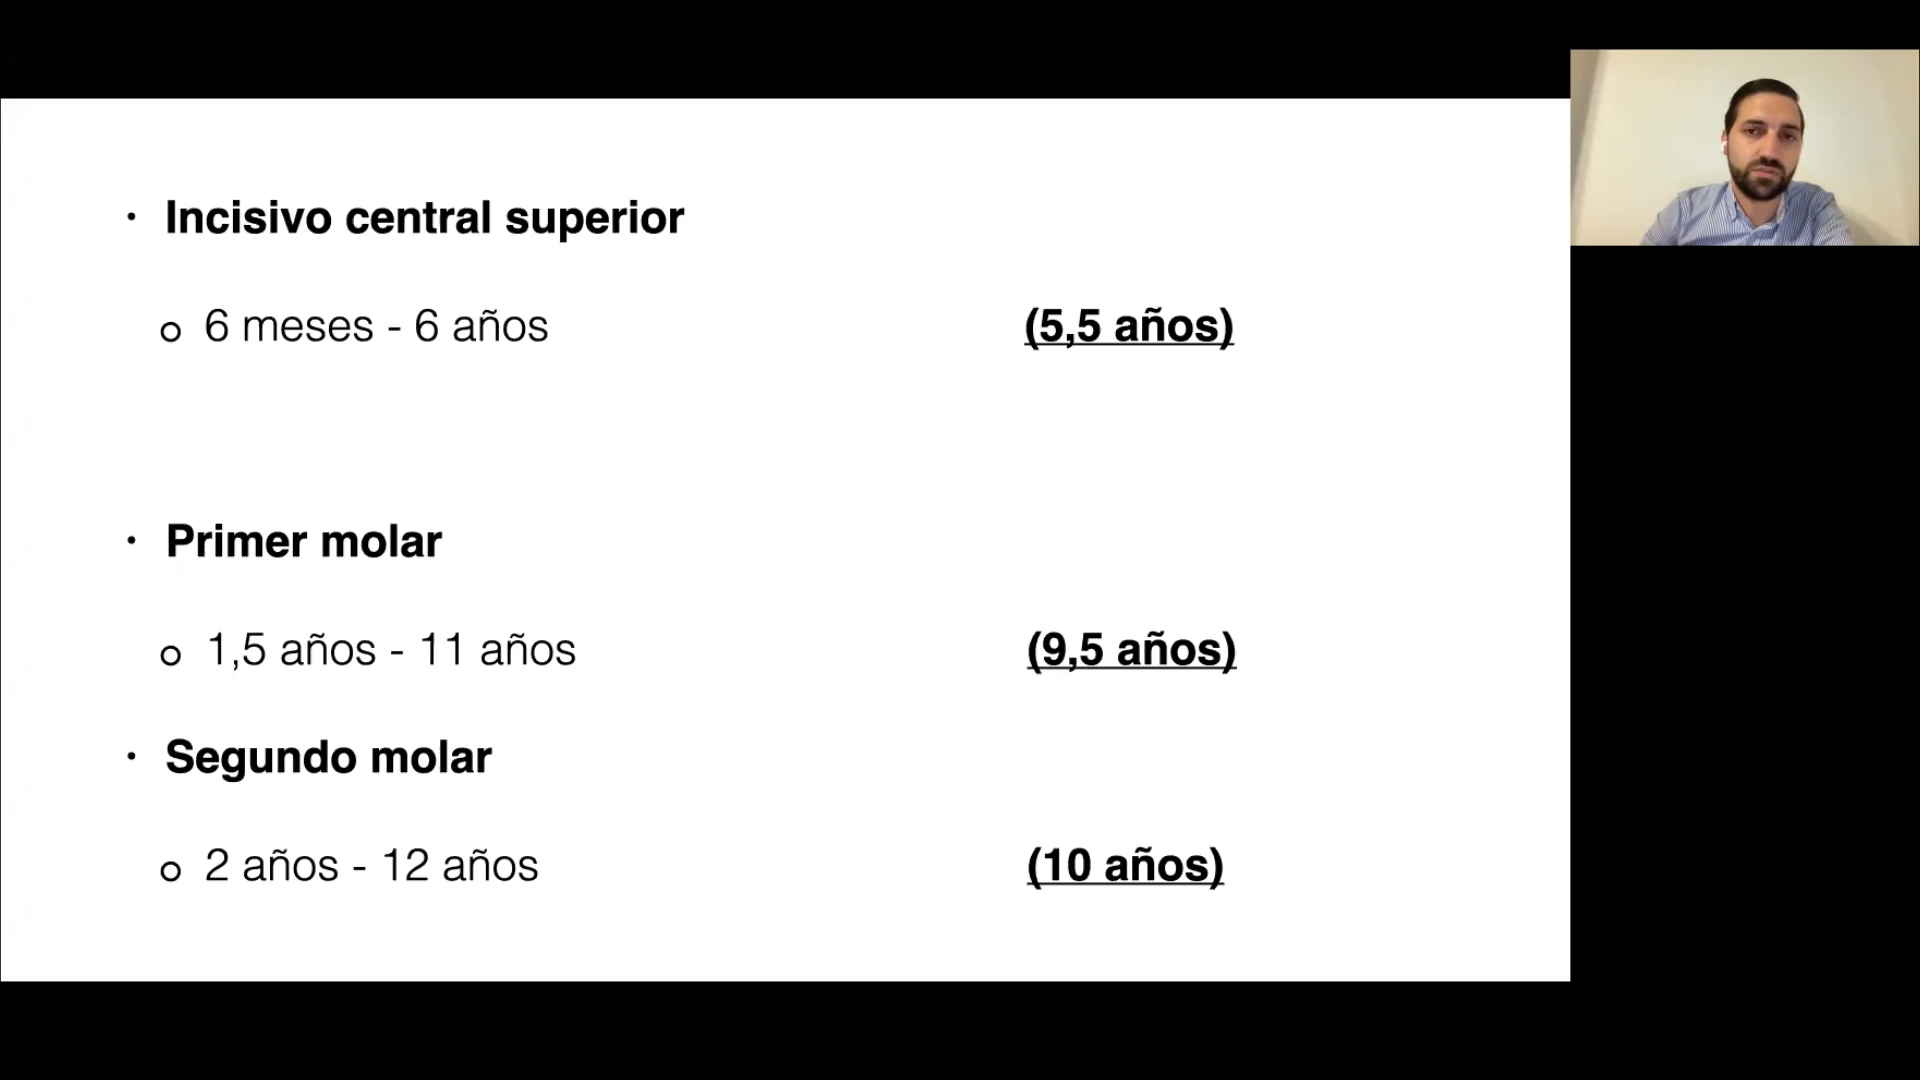 · Incisivo central superior
o 6 meses - 6 años (5,5 años)
· Primer molar
o 1,5 años - 11 años (9,5 años)
· Segundo molar
o 2 años - 12 años (10 años)